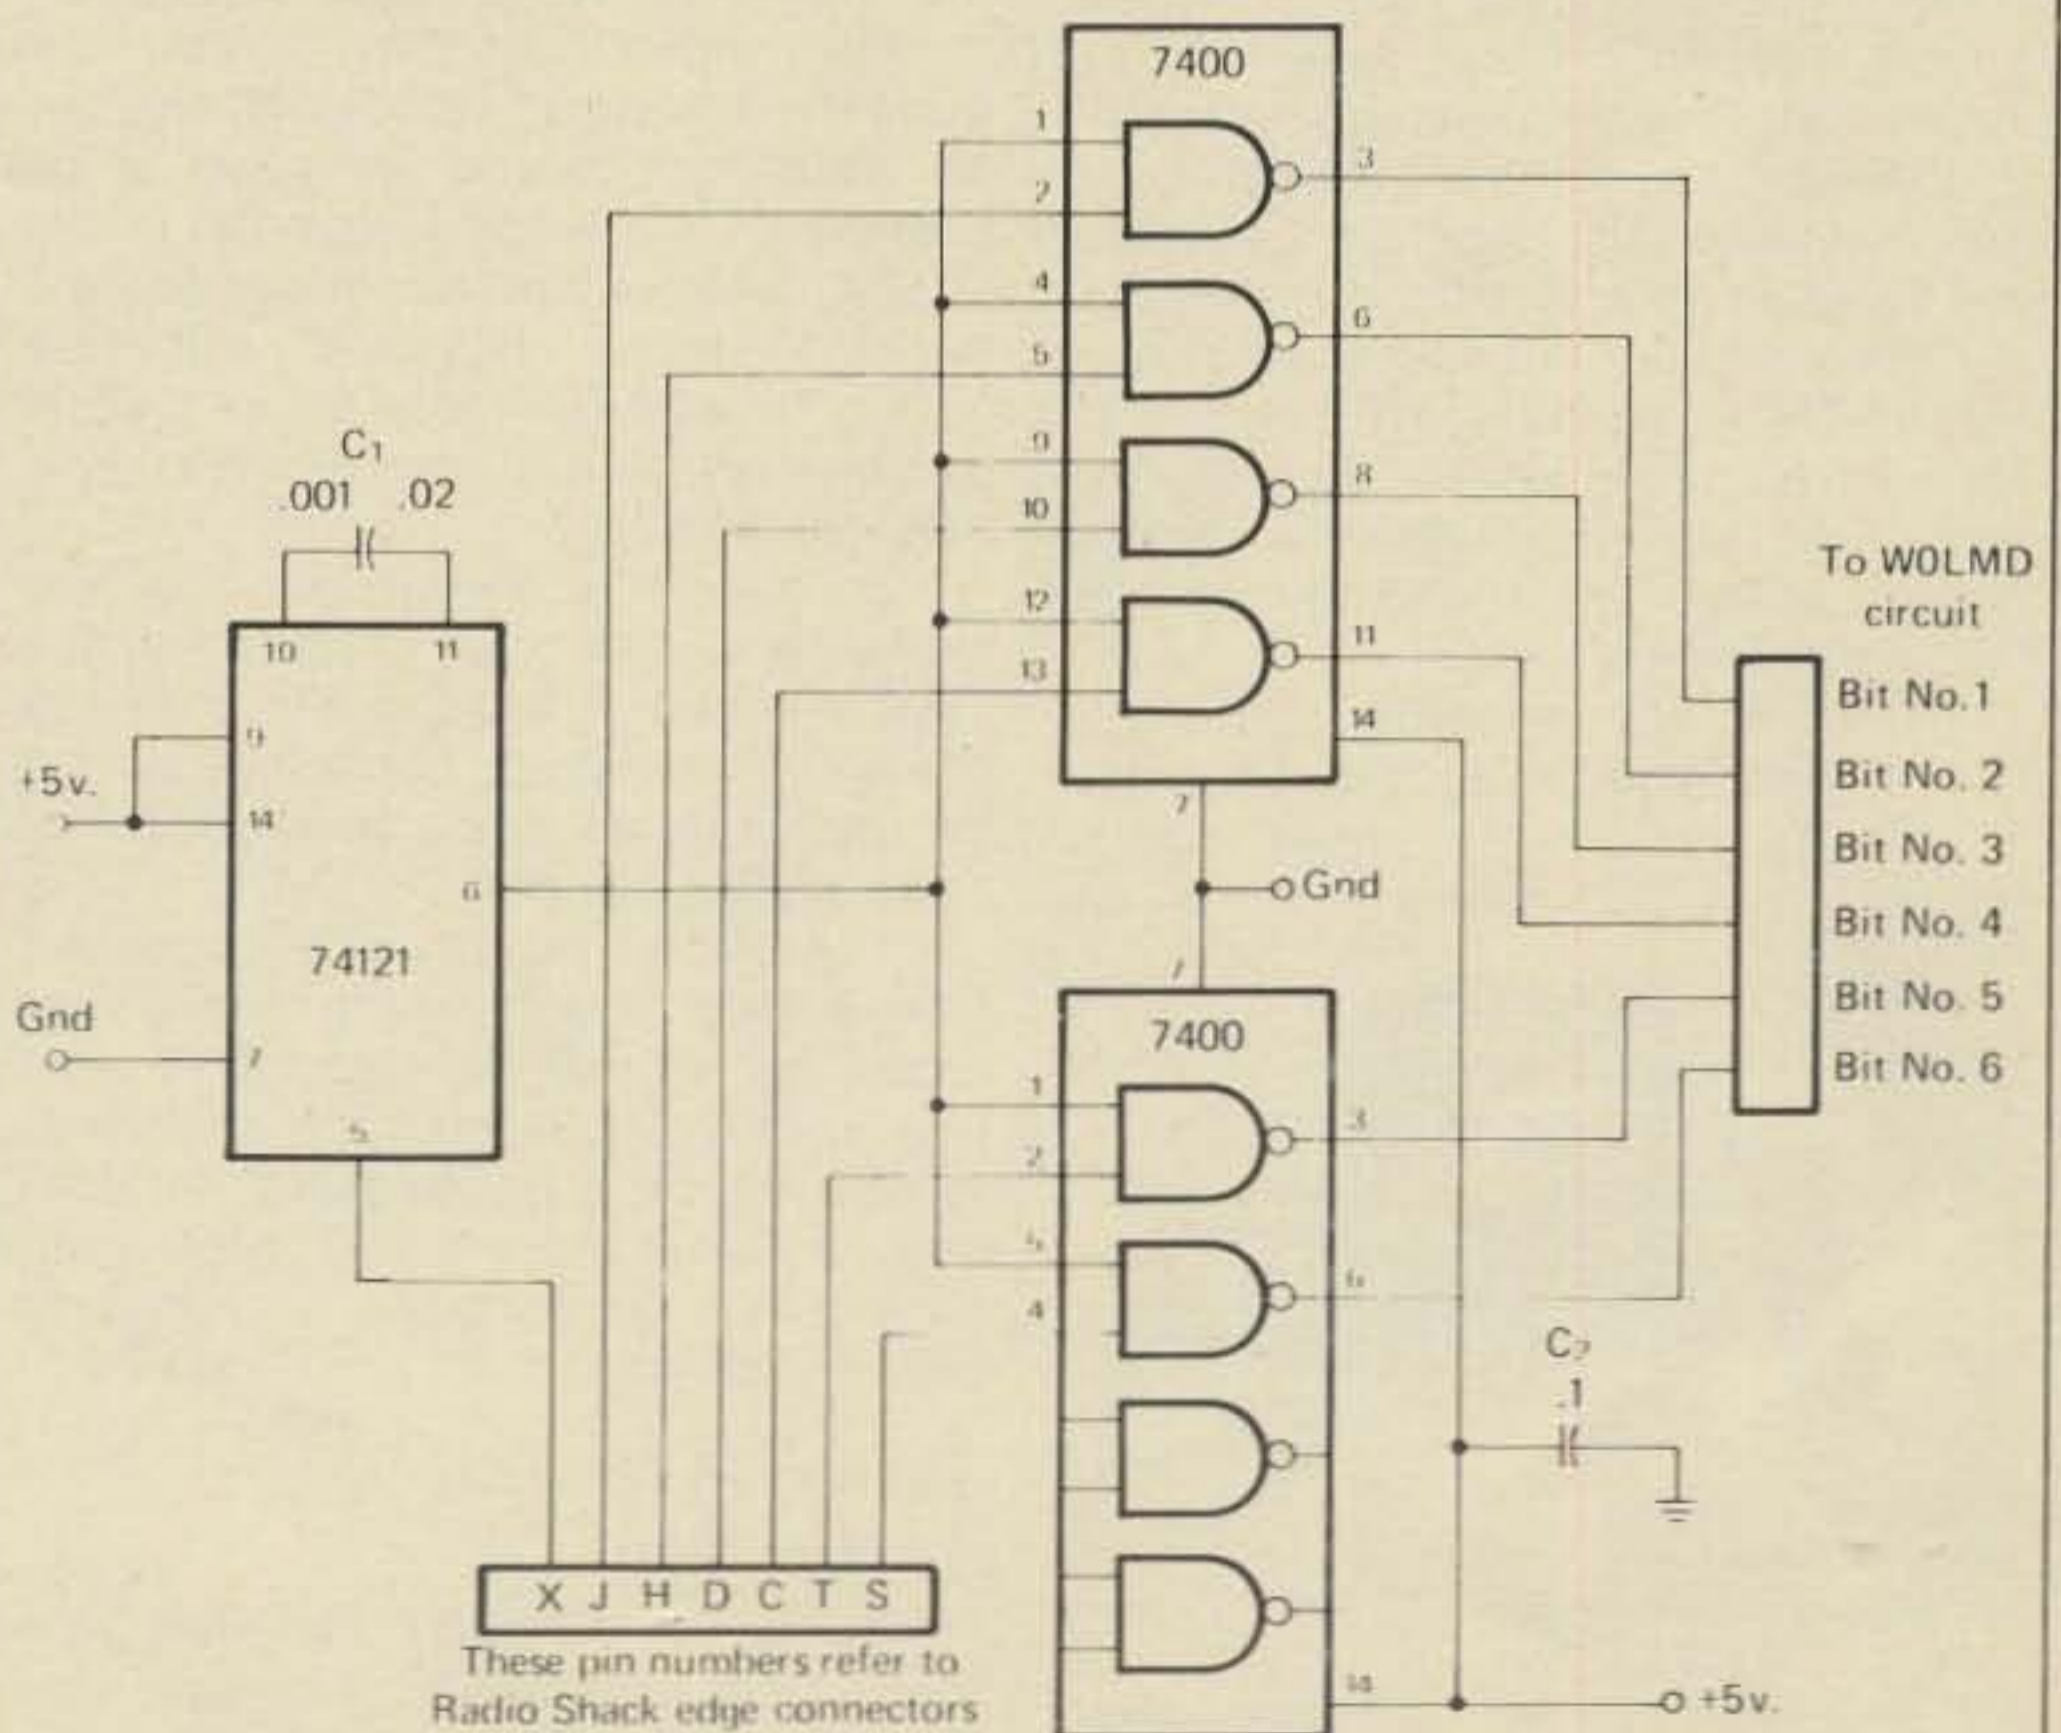 7400
1
2
3
4
5
6
9
10
8
12
13
11
14
7
C1
.001 .02
10 11
9
+5v.
14
6
74121
Gnd
7
5
Gnd
To WOLMD
circuit
Bit No.1
Bit No. 2
Bit No. 3
Bit No. 4
Bit No. 5
Bit No. 6
7
7400
1
2
3
4
6
C2
.1
14
+5v.
X J H D C T S
These pin numbers refer to
Radio Shack edge connectors